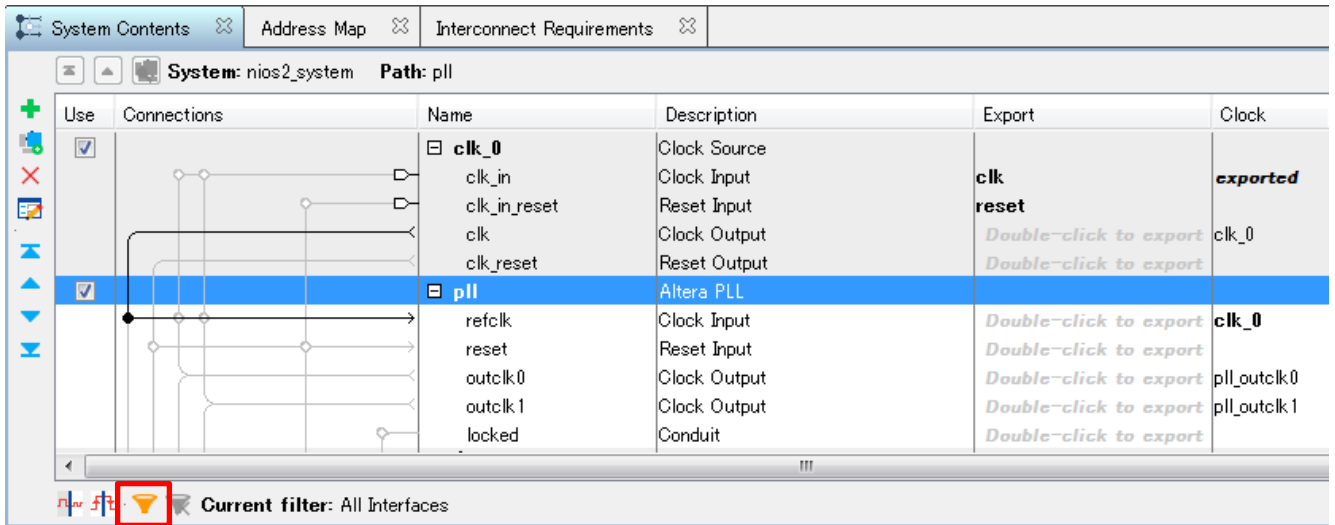 System Contents Address Map Interconnect Requirements
System: nios2_system Path: pll
Use Connections Name Description Export Clock
clk_0 Clock Source
clk_in Clock Input clk exported
clk_in_reset Reset Input reset
clk Clock Output Double-click to export clk_0
clk_reset Reset Output Double-click to export
pll Altera PLL
refclk Clock Input Double-click to export clk_0
reset Reset Input Double-click to export
outclk0 Clock Output Double-click to export pll_outclk0
outclk1 Clock Output Double-click to export pll_outclk1
locked Conduit Double-click to export
Current filter: All Interfaces